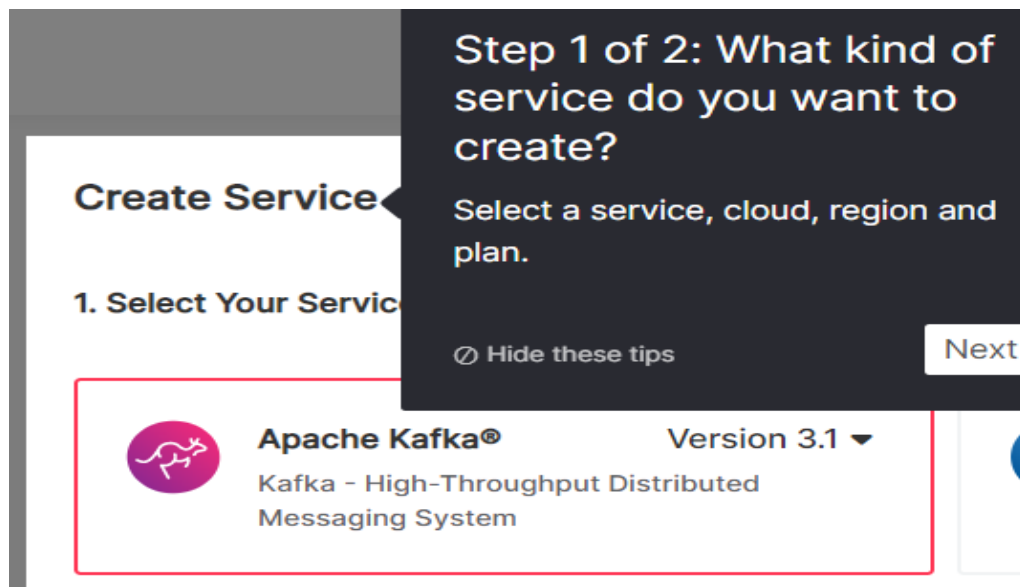 Step 1 of 2: What kind of
service do you want to
create?
Select a service, cloud, region and
plan.
Hide these tips
Next
Create Service
1. Select Your Servic
Apache Kafka®
Version 3.1
Kafka - High-Throughput Distributed
Messaging System